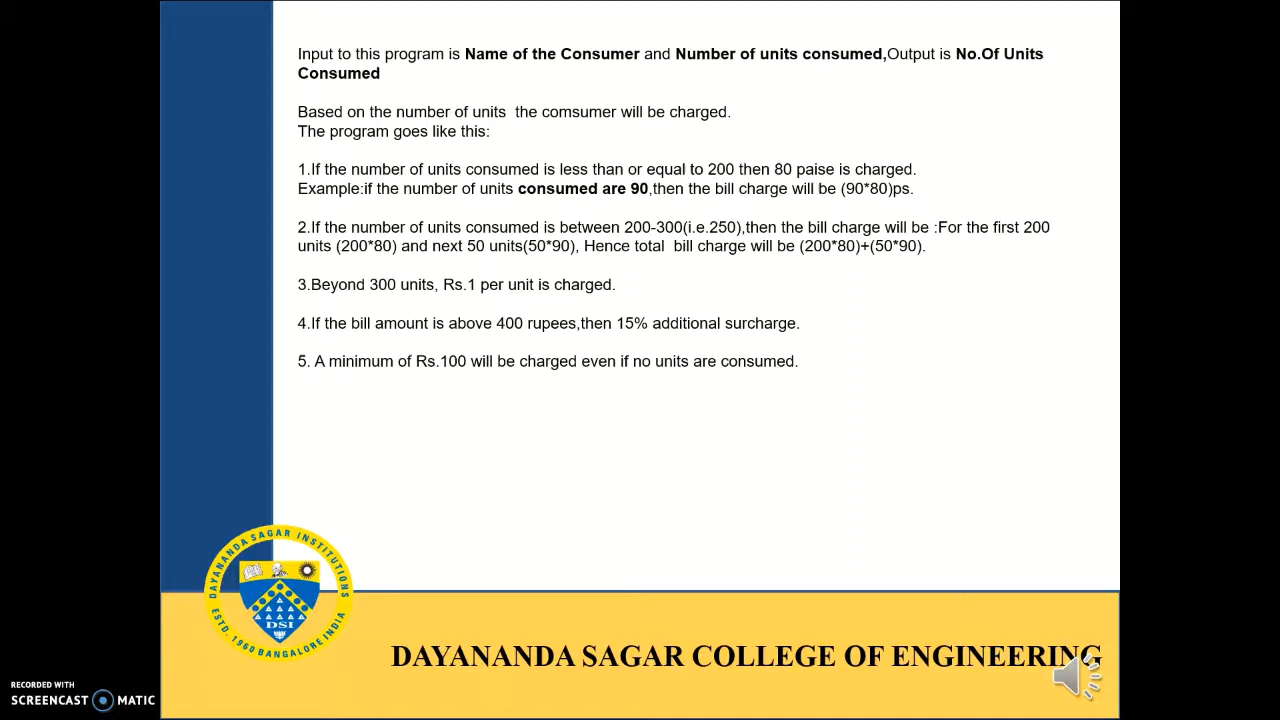 Input to this program is Name of the Consumer and Number of units consumed,Output is No.Of Units
Consumed
Based on the number of units  the comsumer will be charged.
The program goes like this:
1.If the number of units consumed is less than or equal to 200 then 80 paise is charged.
Example:if the number of units consumed are 90,then the bill charge will be (90*80)ps.
2.If the number of units consumed is between 200-300(i.e.250),then the bill charge will be :For the first 200
units (200*80) and next 50 units(50*90), Hence total  bill charge will be (200*80)+(50*90).
3.Beyond 300 units, Rs.1 per unit is charged.
4.If the bill amount is above 400 rupees,then 15% additional surcharge.
5. A minimum of Rs.100 will be charged even if no units are consumed.
DAYANANDA SAGAR INSTITUTIONS
DSI
ESTD. 1960 BANGALORE INDIA
DAYANANDA SAGAR COLLEGE OF ENGINEERING
RECORDED WITH
SCREENCAST MATIC